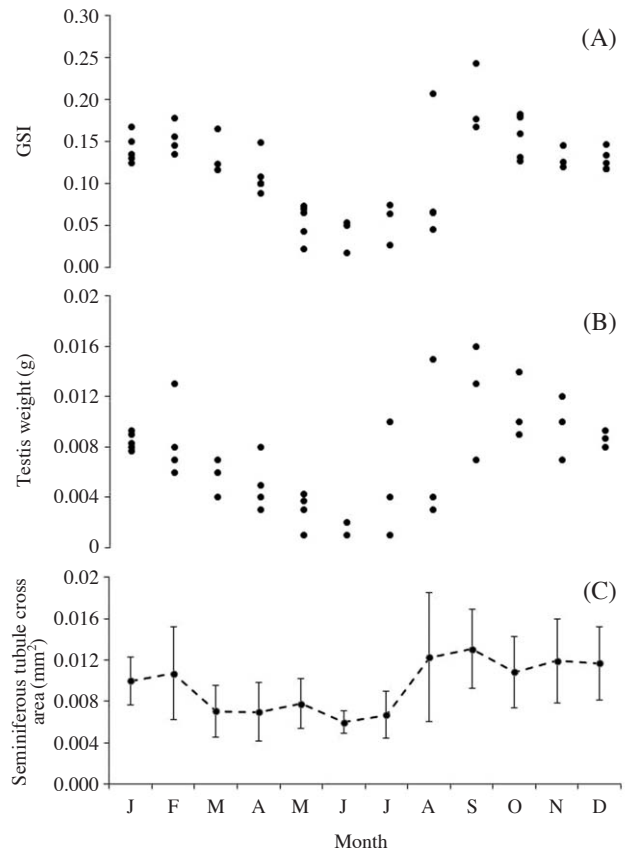 (A)
GSI
0.30
0.25
0.20
0.15
0.10
0.05
0.00
(B)
Testis weight (g)
0.02
0.016
0.012
0.008
0.004
0
(C)
Seminiferous tubule cross
area (mm²)
0.02
0.016
0.012
0.008
0.004
0.000
J F M A M J J A S O N D
Month